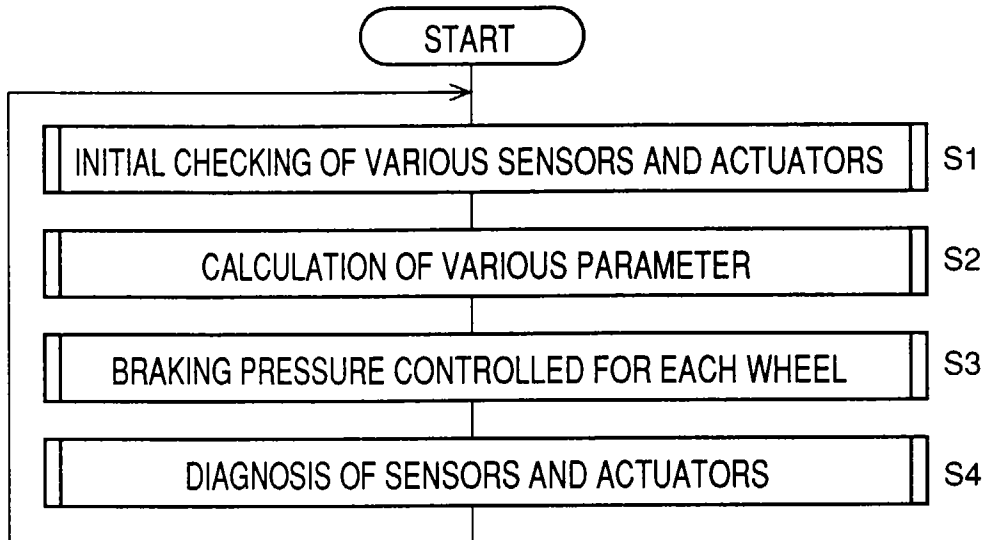 START
INITIAL CHECKING OF VARIOUS SENSORS AND ACTUATORS S1
CALCULATION OF VARIOUS PARAMETER S2
BRAKING PRESSURE CONTROLLED FOR EACH WHEEL S3
DIAGNOSIS OF SENSORS AND ACTUATORS S4